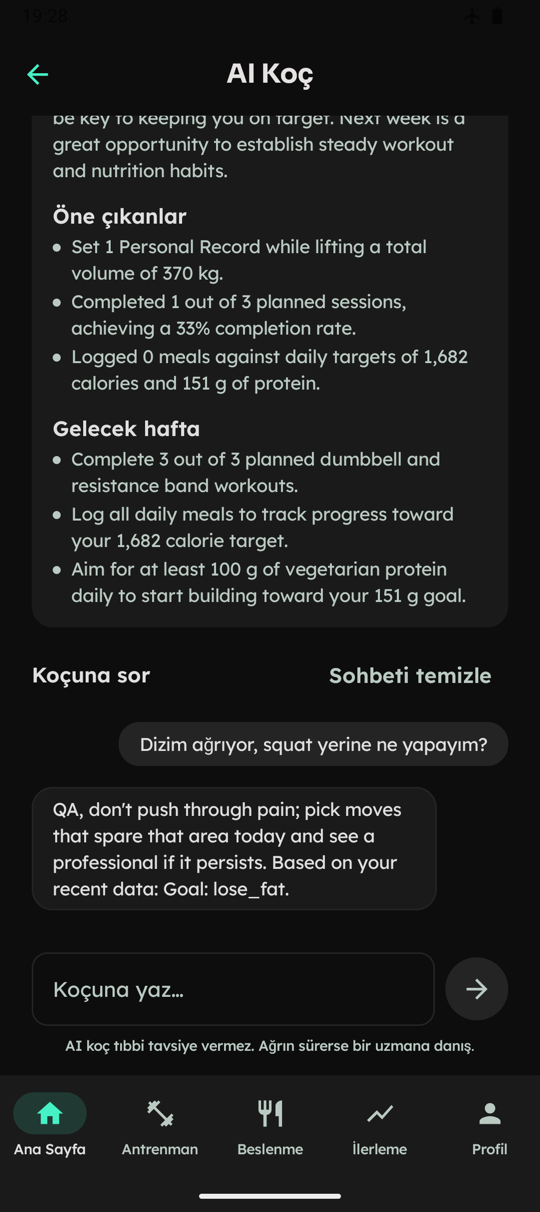 19:28
AI Koç
be key to keeping you on target. Next week is a
great opportunity to establish steady workout
and nutrition habits.
Öne çıkanlar
Set 1 Personal Record while lifting a total
volume of 370 kg.
Completed 1 out of 3 planned sessions,
achieving a 33% completion rate.
Logged 0 meals against daily targets of 1,682
calories and 151 g of protein.
Gelecek hafta
Complete 3 out of 3 planned dumbbell and
resistance band workouts.
Log all daily meals to track progress toward
your 1,682 calorie target.
Aim for at least 100 g of vegetarian protein
daily to start building toward your 151 g goal.
Koçuna sor
Sohbeti temizle
Dizim ağrıyor, squat yerine ne yapayım?
QA, don't push through pain; pick moves
that spare that area today and see a
professional if it persists. Based on your
recent data: Goal: lose_fat.
Koçuna yaz…
AI koç tıbbi tavsiye vermez. Ağrın sürerse bir uzmana danış.
Ana Sayfa
Antrenman
Beslenme
İlerleme
Profil